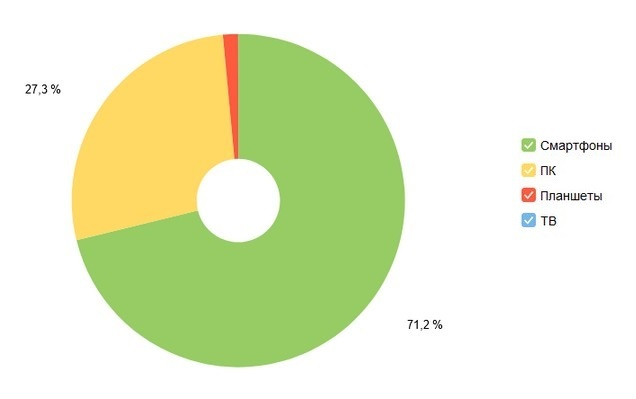 27,3 %
71,2 %
Смартфоны
ПК
Планшеты
ТВ